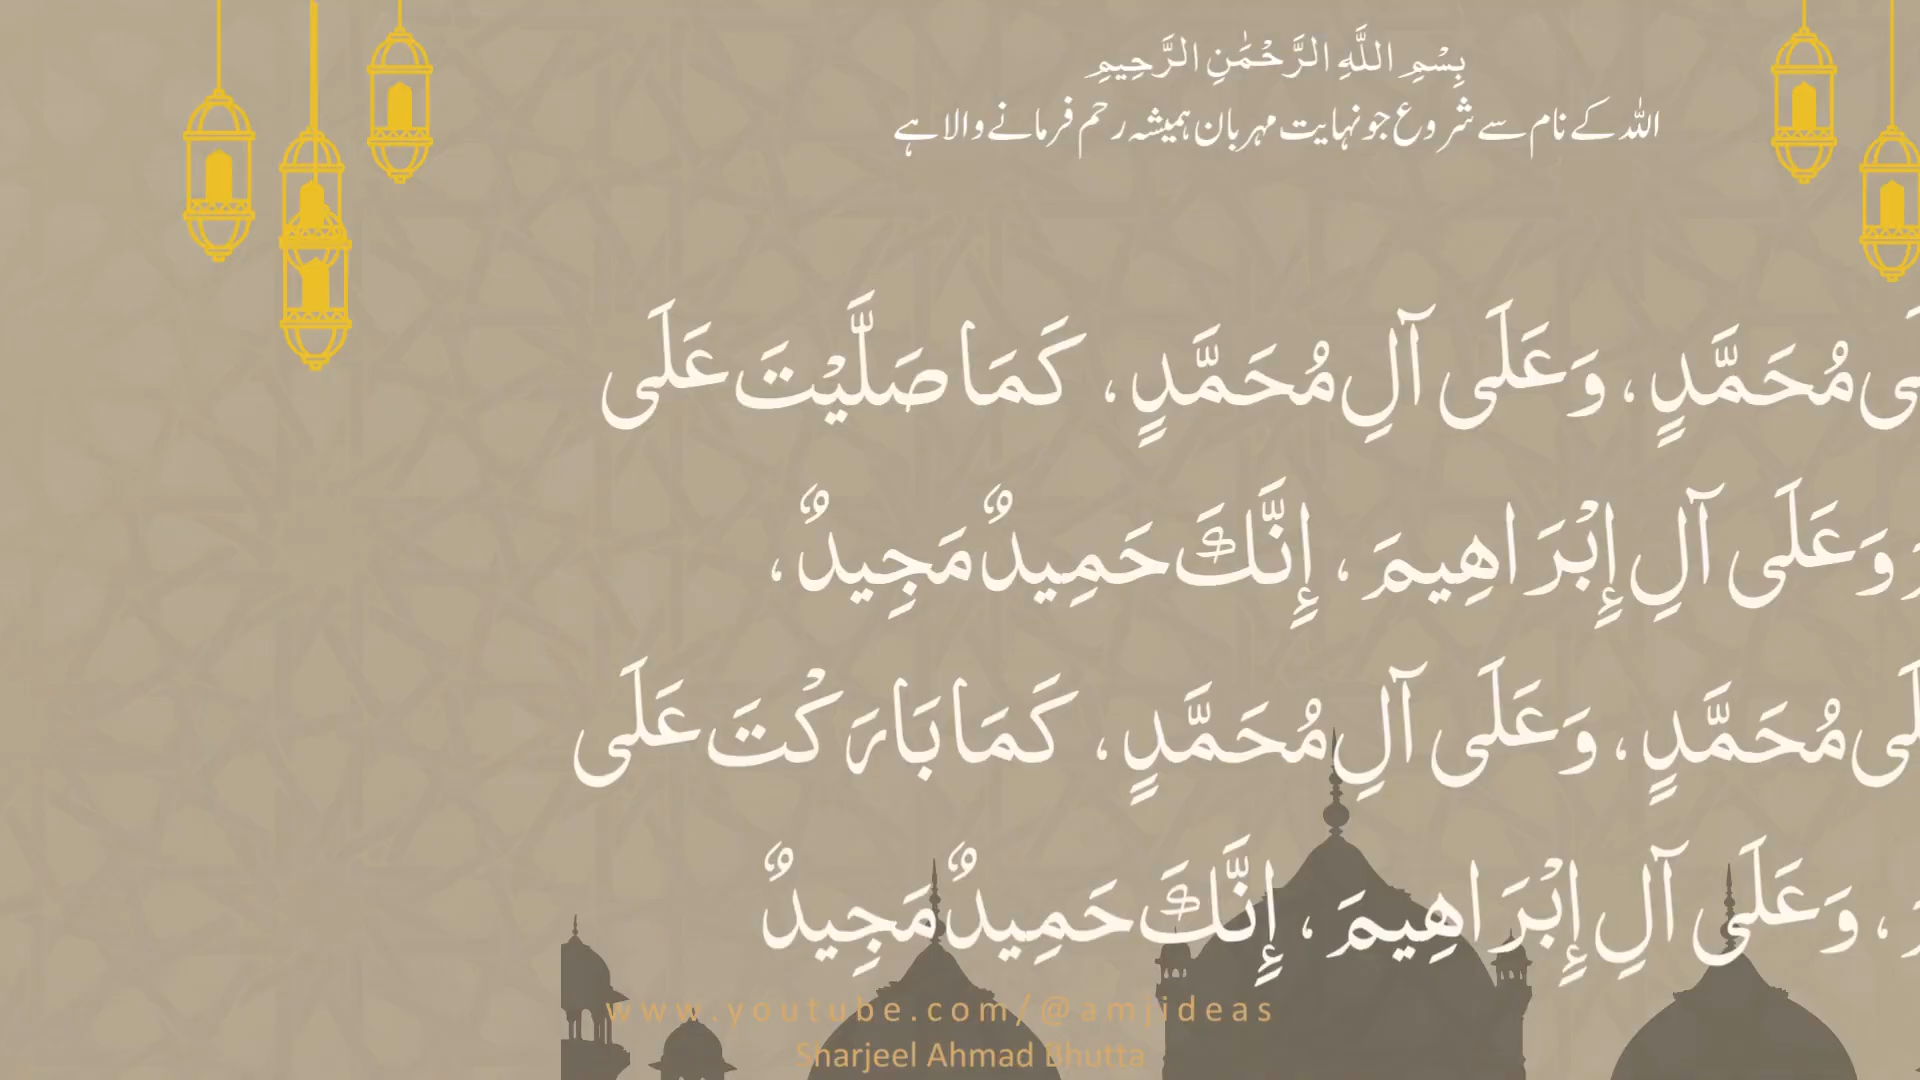 بِسْمِ اللَّهِ الرَّحْمَٰنِ الرَّحِيمِ
اللہ کے نام سے شروع جو نہایت مہربان ہمیشہ رحم فرمانے والا ہے
مُحَمَّدٍ، وَعَلَى آلِ مُحَمَّدٍ، كَمَا صَلَّيْتَ عَلَى
وَعَلَى آلِ إِبْرَاهِيمَ، إِنَّكَ حَمِيدٌ مَجِيدٌ،
مُحَمَّدٍ، وَعَلَى آلِ مُحَمَّدٍ، كَمَا بَارَكْتَ عَلَى
، وَعَلَى آلِ إِبْرَاهِيمَ، إِنَّكَ حَمِيدٌ مَجِيدٌ
www.youtube.com/@amjideas
Sharjeel Ahmad Bhutta